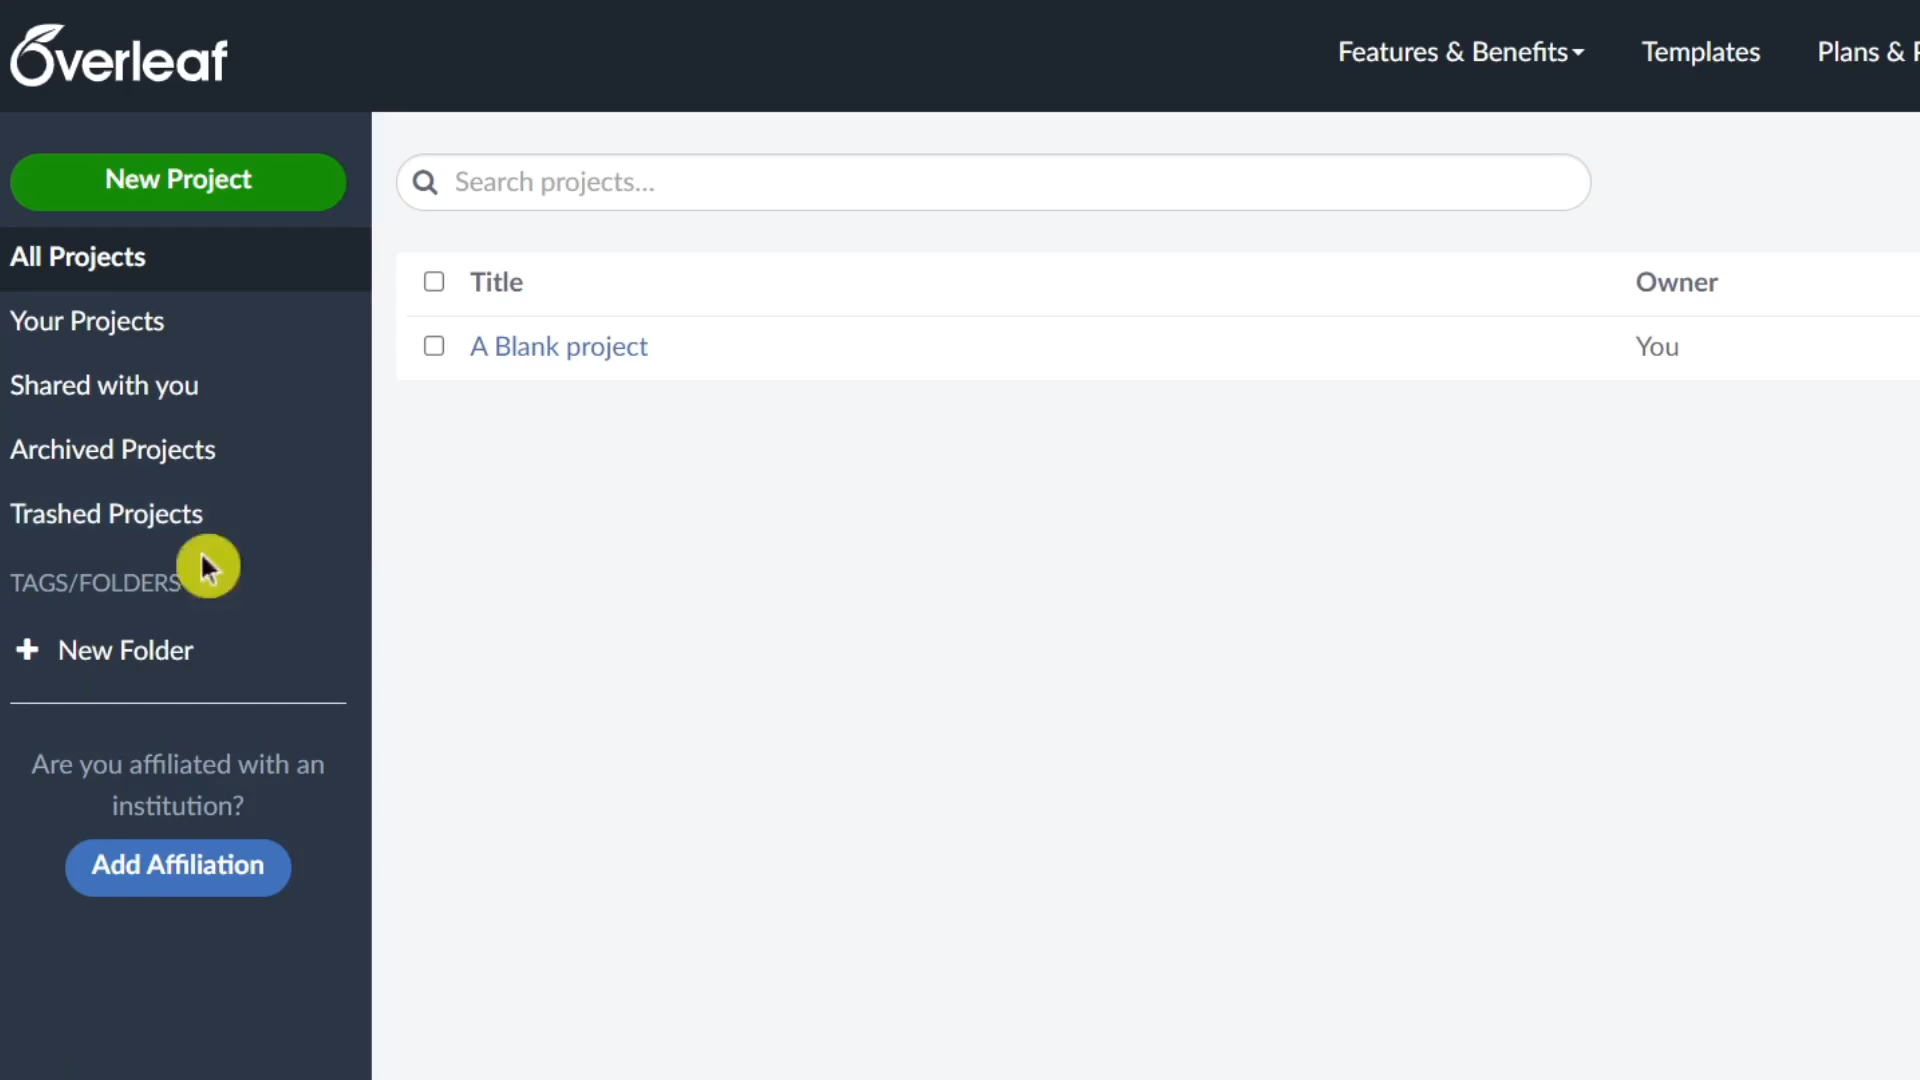 Overleaf
Features & Benefits
Templates
Plans &
New Project
Search projects...
All Projects
Title
Owner
Your Projects
A Blank project
You
Shared with you
Archived Projects
Trashed Projects
TAGS/FOLDERS
New Folder
Are you affiliated with an
institution?
Add Affiliation